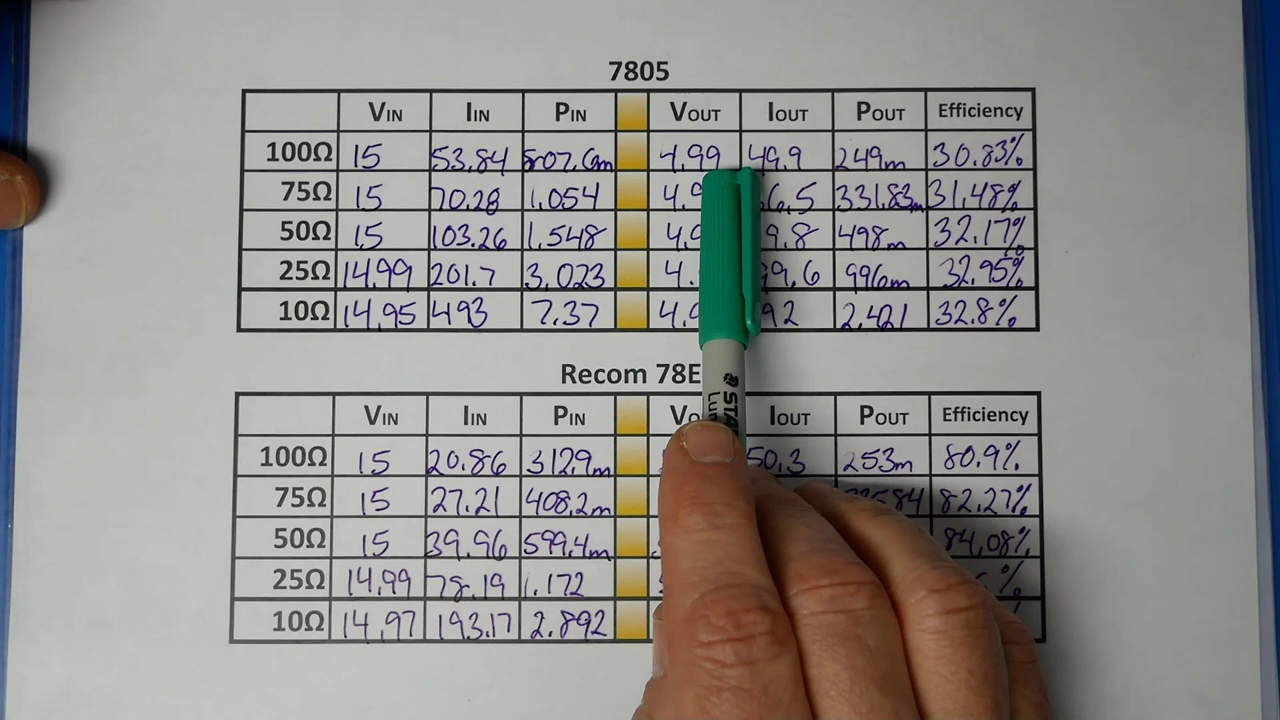 7805
VIN IIN PIN VOUT IOUT POUT Efficiency
100Ω 15 53.84 807.6m 4.99 49.9 249m 30.83%
75Ω 15 70.28 1.054 331.83m 31.48%
50Ω 15 103.26 1.548 498m 32.17%
25Ω 14.99 201.7 3.023 996m 32.95%
10Ω 14.95 493 7.37 2.421 32.8%
Recom 78E
VIN IIN PIN IOUT POUT Efficiency
100Ω 15 20.86 312.9m 50.3 253m 80.9%
75Ω 15 27.21 408.2m 82.27%
50Ω 15 39.96 599.4m 84.08%
25Ω 14.99 78.19 1.172
10Ω 14.97 193.17 2.892